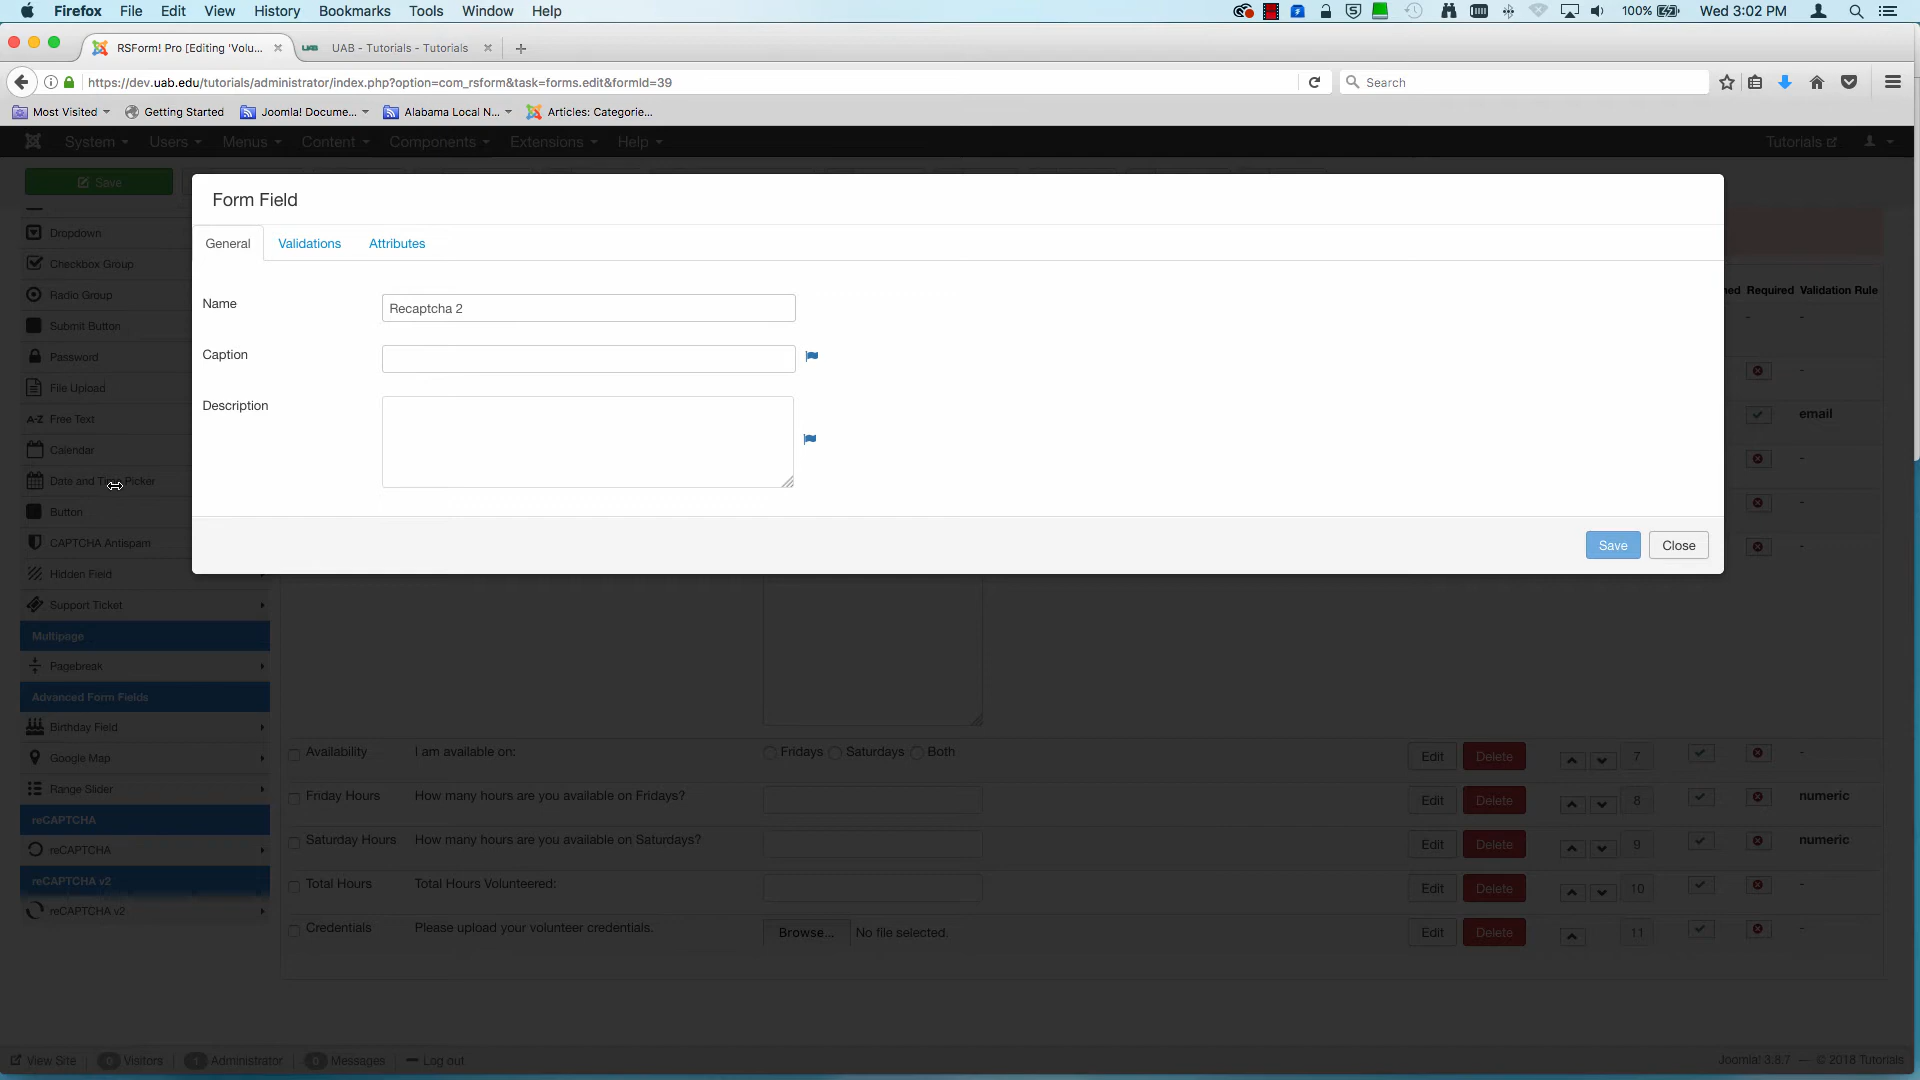 Firefox File Edit View History Bookmarks Tools Window Help 100% Wed 3:02 PM
RSForm! Pro [Editing 'Volu... UAB - Tutorials - Tutorials
https://dev.uab.edu/tutorials/administrator/index.php?option=com_rsform&task=forms.edit&formId=39 Search
Most Visited Getting Started Joomla! Docume... Alabama Local N... Articles: Categorie...
System Users Menus Content Components Extensions Help Tutorials
Save
Form Field
General Validations Attributes
Name Recaptcha 2
Caption
Description
Save Close
Dropdown
Checkbox Group
Radio Group
Submit Button
Password
File Upload
A-Z Free Text
Calendar
Date and Time Picker
Button
CAPTCHA Antispam
Hidden Field
Support Ticket
Multipage
Pagebreak
Advanced Form Fields
Birthday Field
Google Map
Range Slider
reCAPTCHA
reCAPTCHA
reCAPTCHA v2
reCAPTCHA v2
Required Validation Rule
- -
-
email
-
-
-
Availability I am available on: Fridays Saturdays Both Edit Delete 7 -
Friday Hours How many hours are you available on Fridays? Edit Delete 8 numeric
Saturday Hours How many hours are you available on Saturdays? Edit Delete 9 numeric
Total Hours Total Hours Volunteered: Edit Delete 10 -
Credentials Please upload your volunteer credentials. Browse... No file selected. Edit Delete 11 -
View Site 0 Visitors 1 Administrator 0 Messages Log out Joomla! 3.8.7 — © 2018 Tutorials